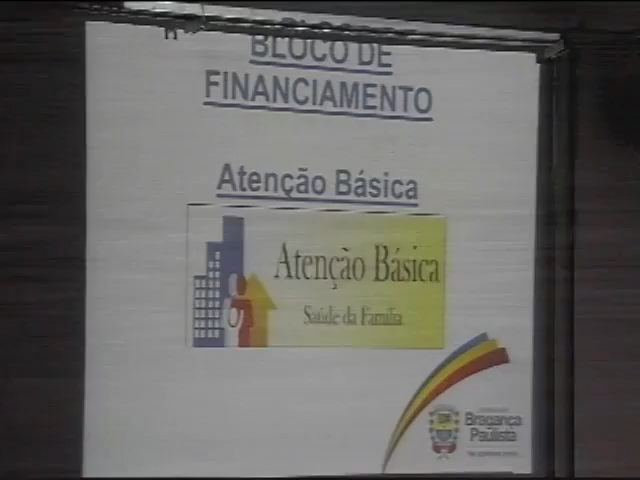 BLOCO DE
FINANCIAMENTO
Atenção Básica
Atenção Básica
Saúde da Família
Bragança
Paulista